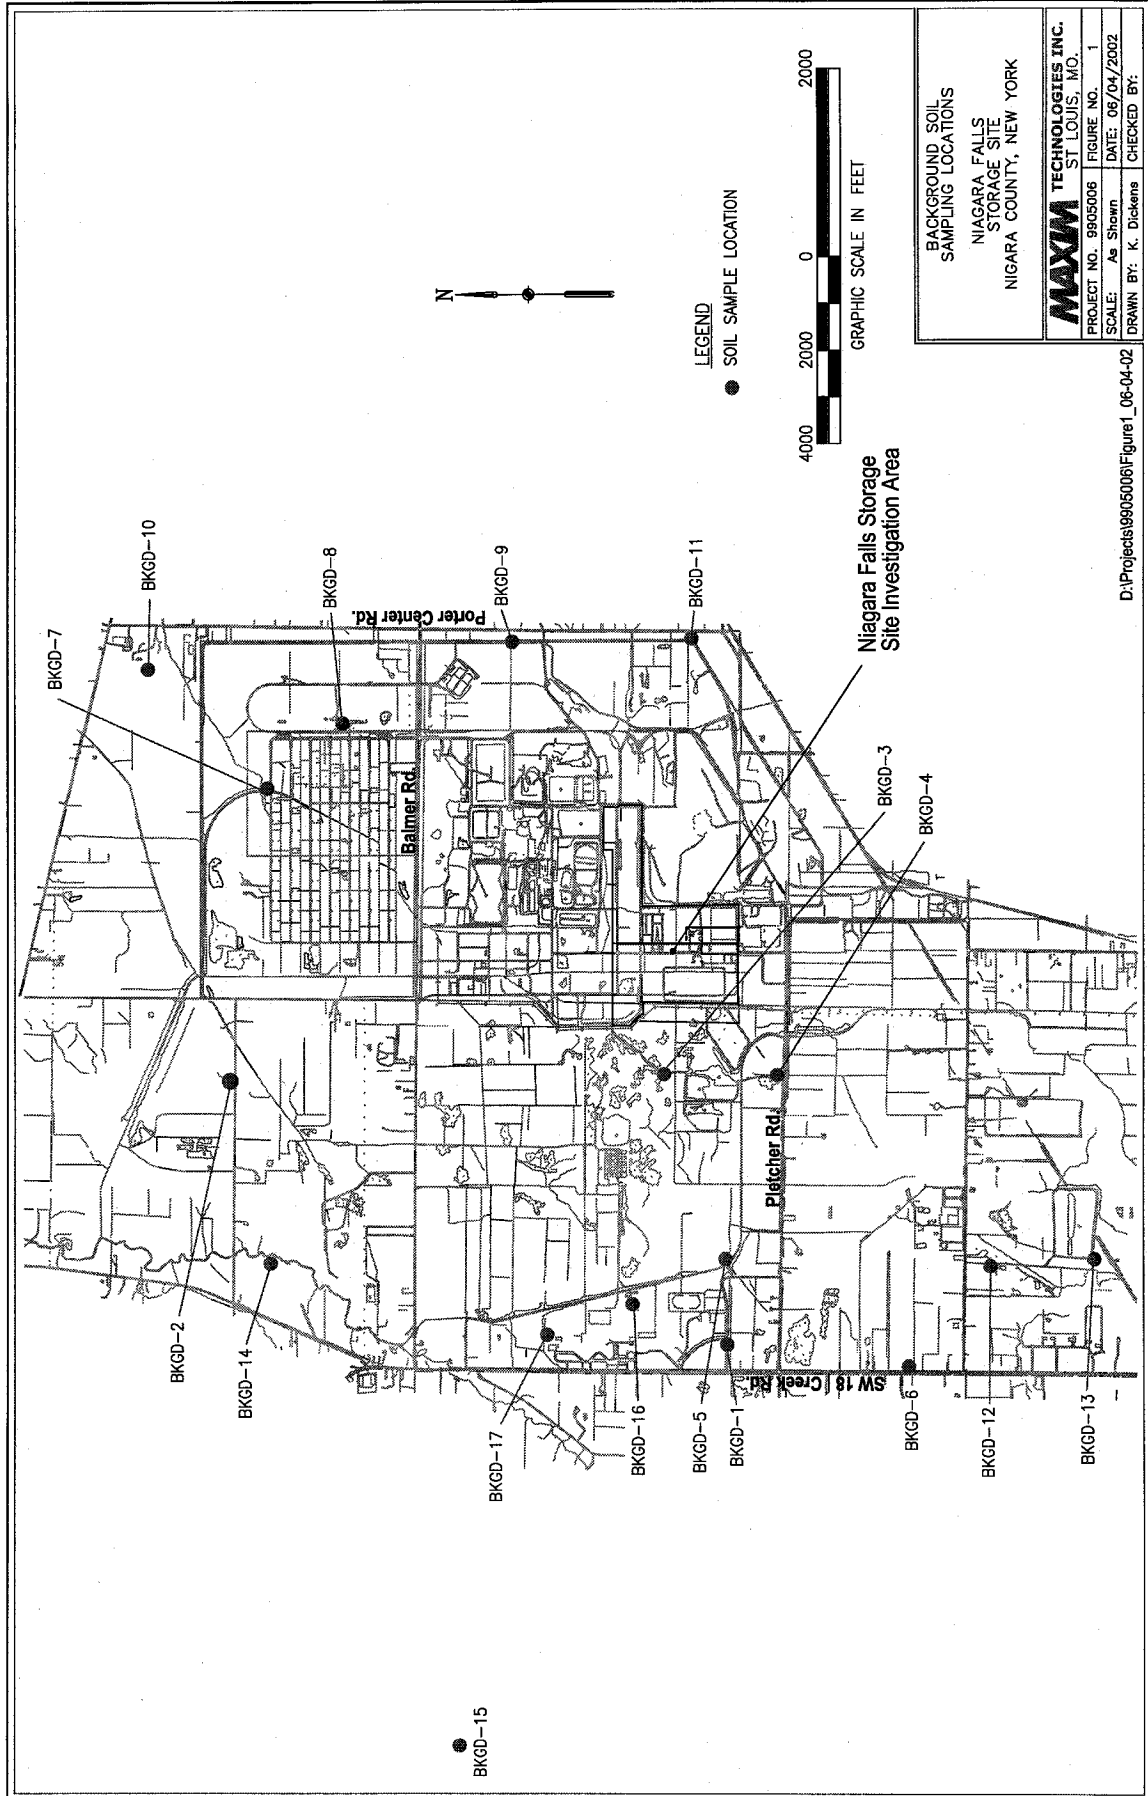 BKGD-15
BKGD-2
BKGD-14
BKGD-17
BKGD-16
BKGD-5
BKGD-1
BKGD-6
BKGD-12
BKGD-13
SW 18 Creek Rd.
Pletcher Rd.
Balmer Rd.
Porter Center Rd.
BKGD-7
BKGD-10
BKGD-8
BKGD-9
BKGD-11
BKGD-3
BKGD-4
Niagara Falls Storage
Site Investigation Area
N
LEGEND
SOIL SAMPLE LOCATION
4000 2000 0 2000
GRAPHIC SCALE IN FEET
BACKGROUND SOIL
SAMPLING LOCATIONS
NIAGARA FALLS
STORAGE SITE
NIGARA COUNTY, NEW YORK
MAXIM TECHNOLOGIES INC.
ST LOUIS, MO.
PROJECT NO. 9905006 FIGURE NO. 1
SCALE: As Shown DATE: 06/04/2002
DRAWN BY: K. Dickens CHECKED BY:
D:\Projects\9905006\Figure1_06-04-02